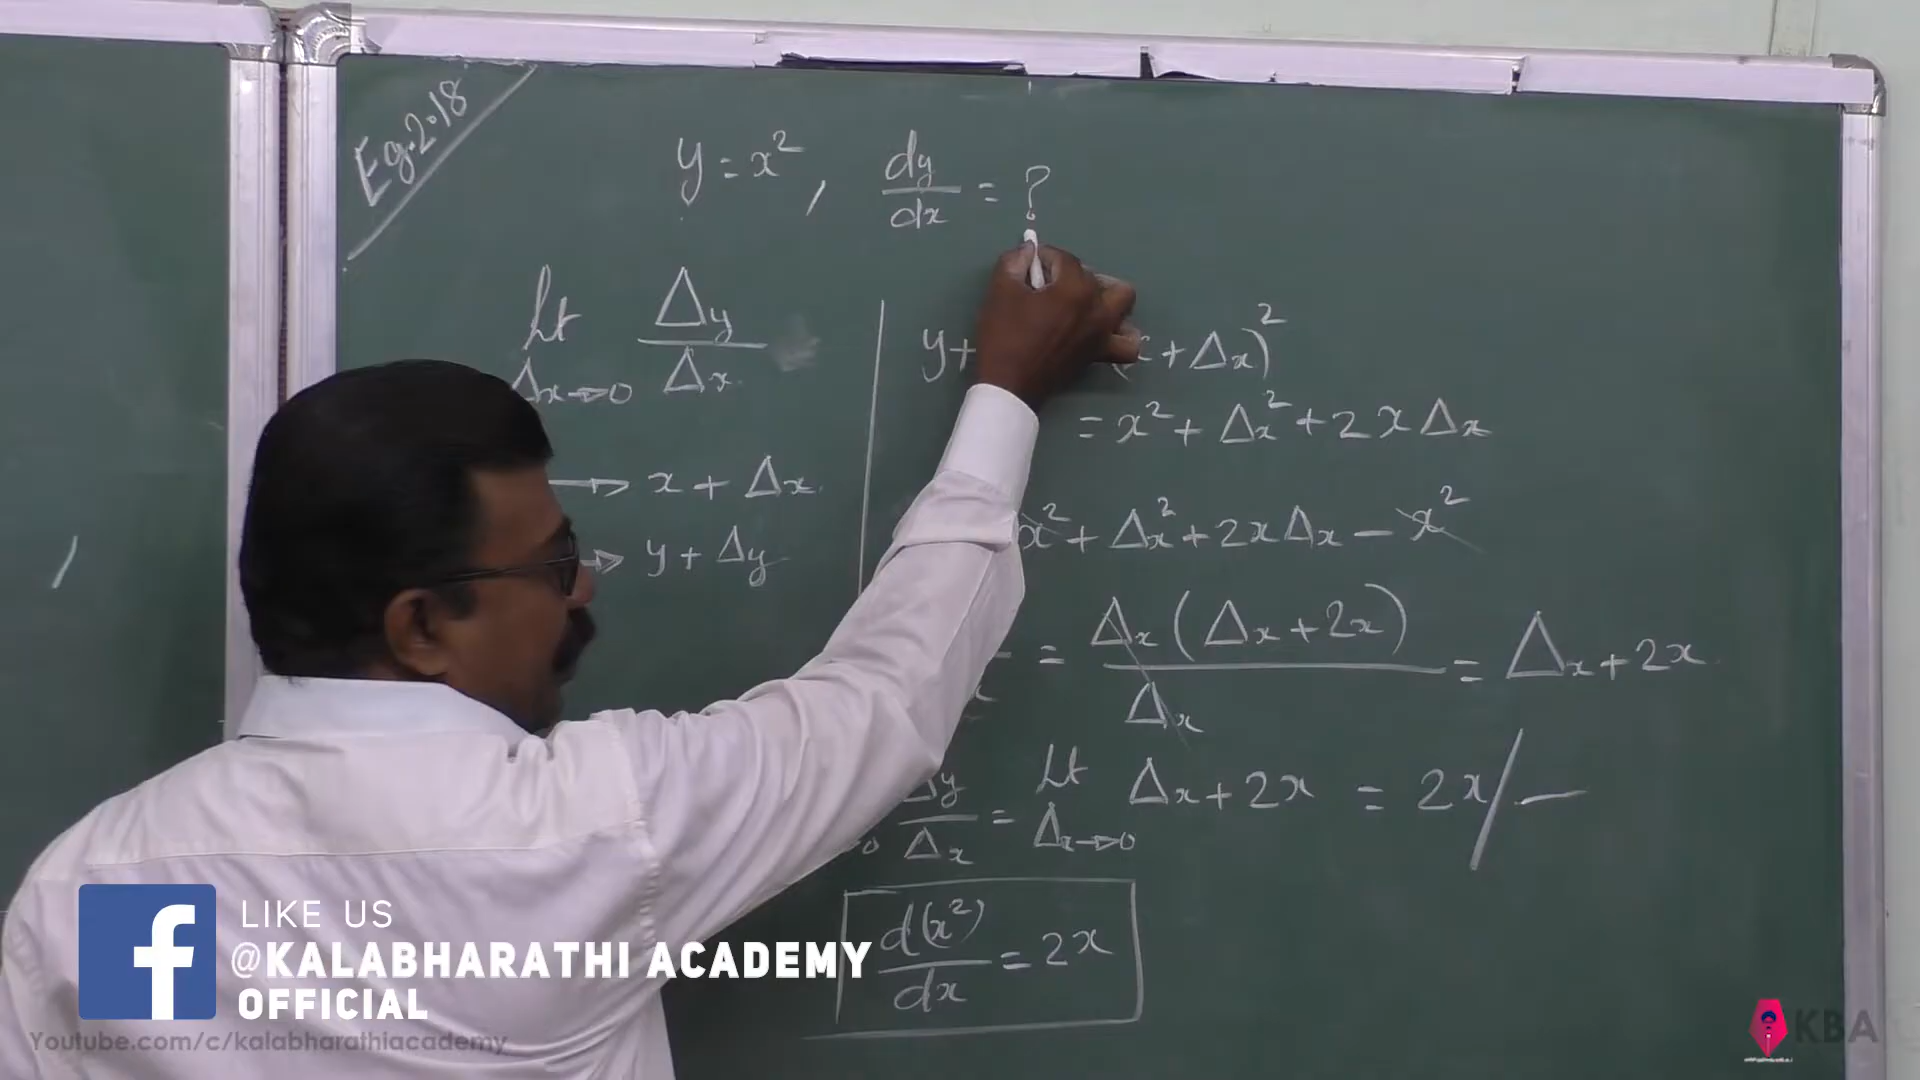 Eg.2.18
y = x², dy/dx = ?
Lt Δx→0 Δy/Δx
→ x + Δx
→ y + Δy
y + (x + Δx)²
= x² + Δx² + 2xΔx
x² + Δx² + 2xΔx − x²
= Δx(Δx + 2x)/Δx = Δx + 2x
Δy/Δx = Lt Δx→0 Δx + 2x = 2x/—
d(x²)/dx = 2x
f LIKE US
@KALABHARATHI ACADEMY
OFFICIAL
Youtube.com/c/kalabharathiacademy
KBA